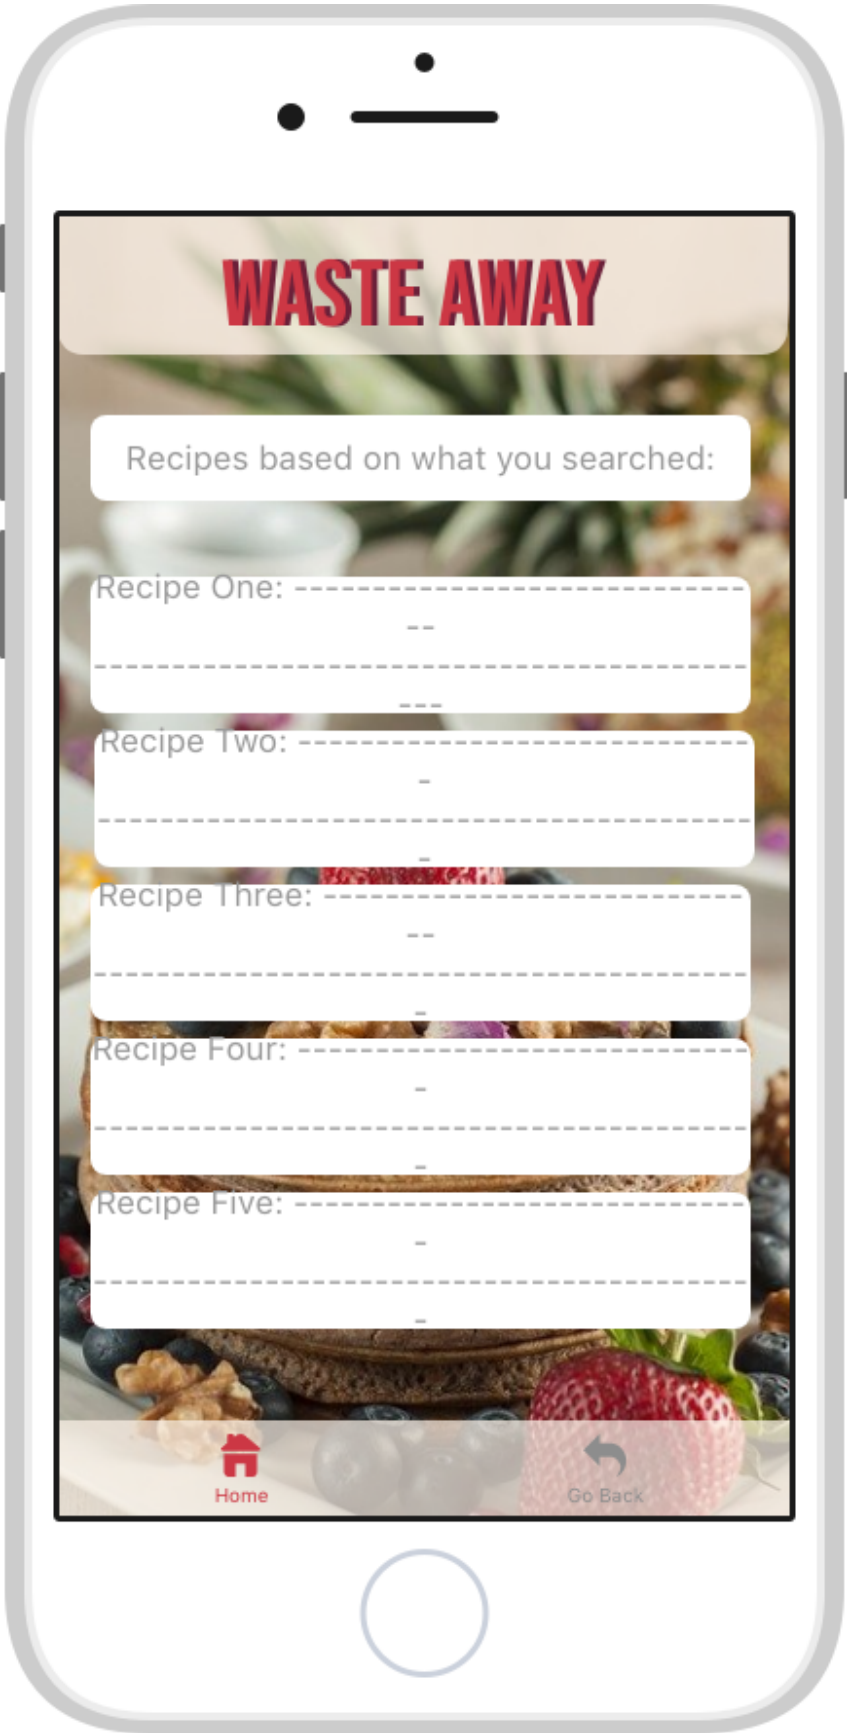 WASTE AWAY
Recipes based on what you searched:
Recipe One: -----------------------------
--
------------------------------------------
---
Recipe Two: -----------------------------
-
------------------------------------------
-
Recipe Three: ---------------------------
--
------------------------------------------
-
Recipe Four: -----------------------------
-
------------------------------------------
-
Recipe Five: -----------------------------
-
------------------------------------------
-
Home
Go Back